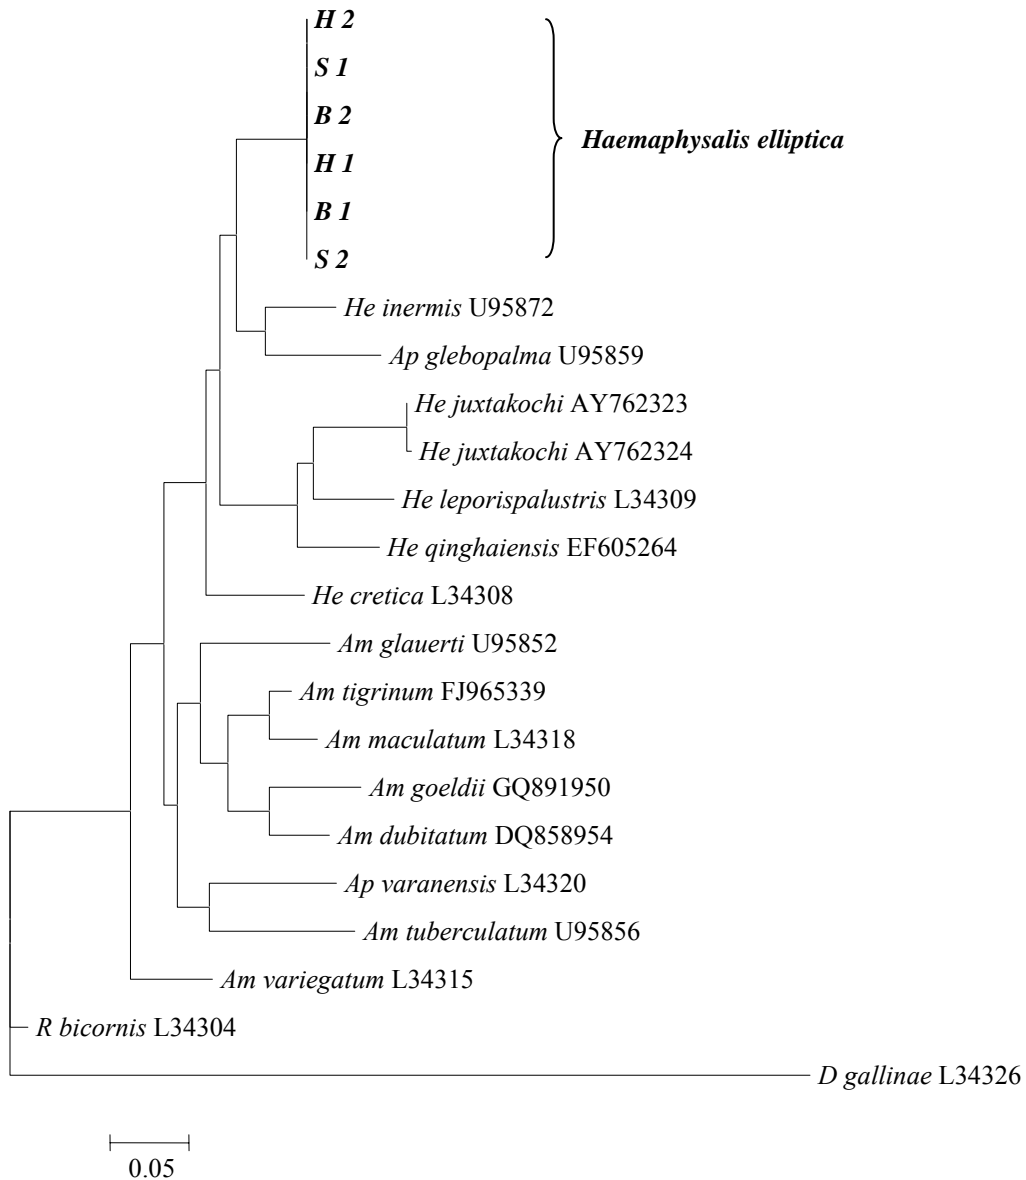 H 2
S 1
B 2
Haemaphysalis elliptica
H 1
B 1
S 2
He inermis U95872
Ap glebopalma U95859
He juxtakochi AY762323
He juxtakochi AY762324
He leporispalustris L34309
He qinghaiensis EF605264
He cretica L34308
Am glauerti U95852
Am tigrinum FJ965339
Am maculatum L34318
Am goeldii GQ891950
Am dubitatum DQ858954
Ap varanensis L34320
Am tuberculatum U95856
Am variegatum L34315
R bicornis L34304
D gallinae L34326
0.05